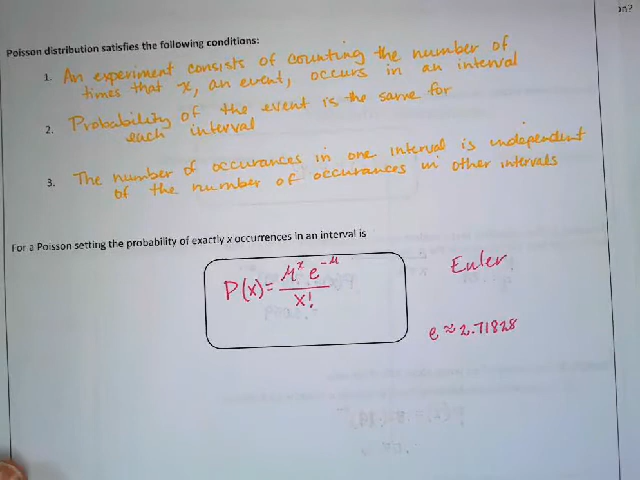 on?
Poisson distribution satisfies the following conditions:
1. An experiment consists of counting the number of
times that x, an event, occurs in an interval
2. Probability of the event is the same for
each interval
3. The number of occurances in one interval is independent
of the number of occurances in other intervals
For a Poisson setting the probability of exactly x occurrences in an interval is
P(x) = μ^x e^-μ / x!
Euler
e ≈ 2.71828